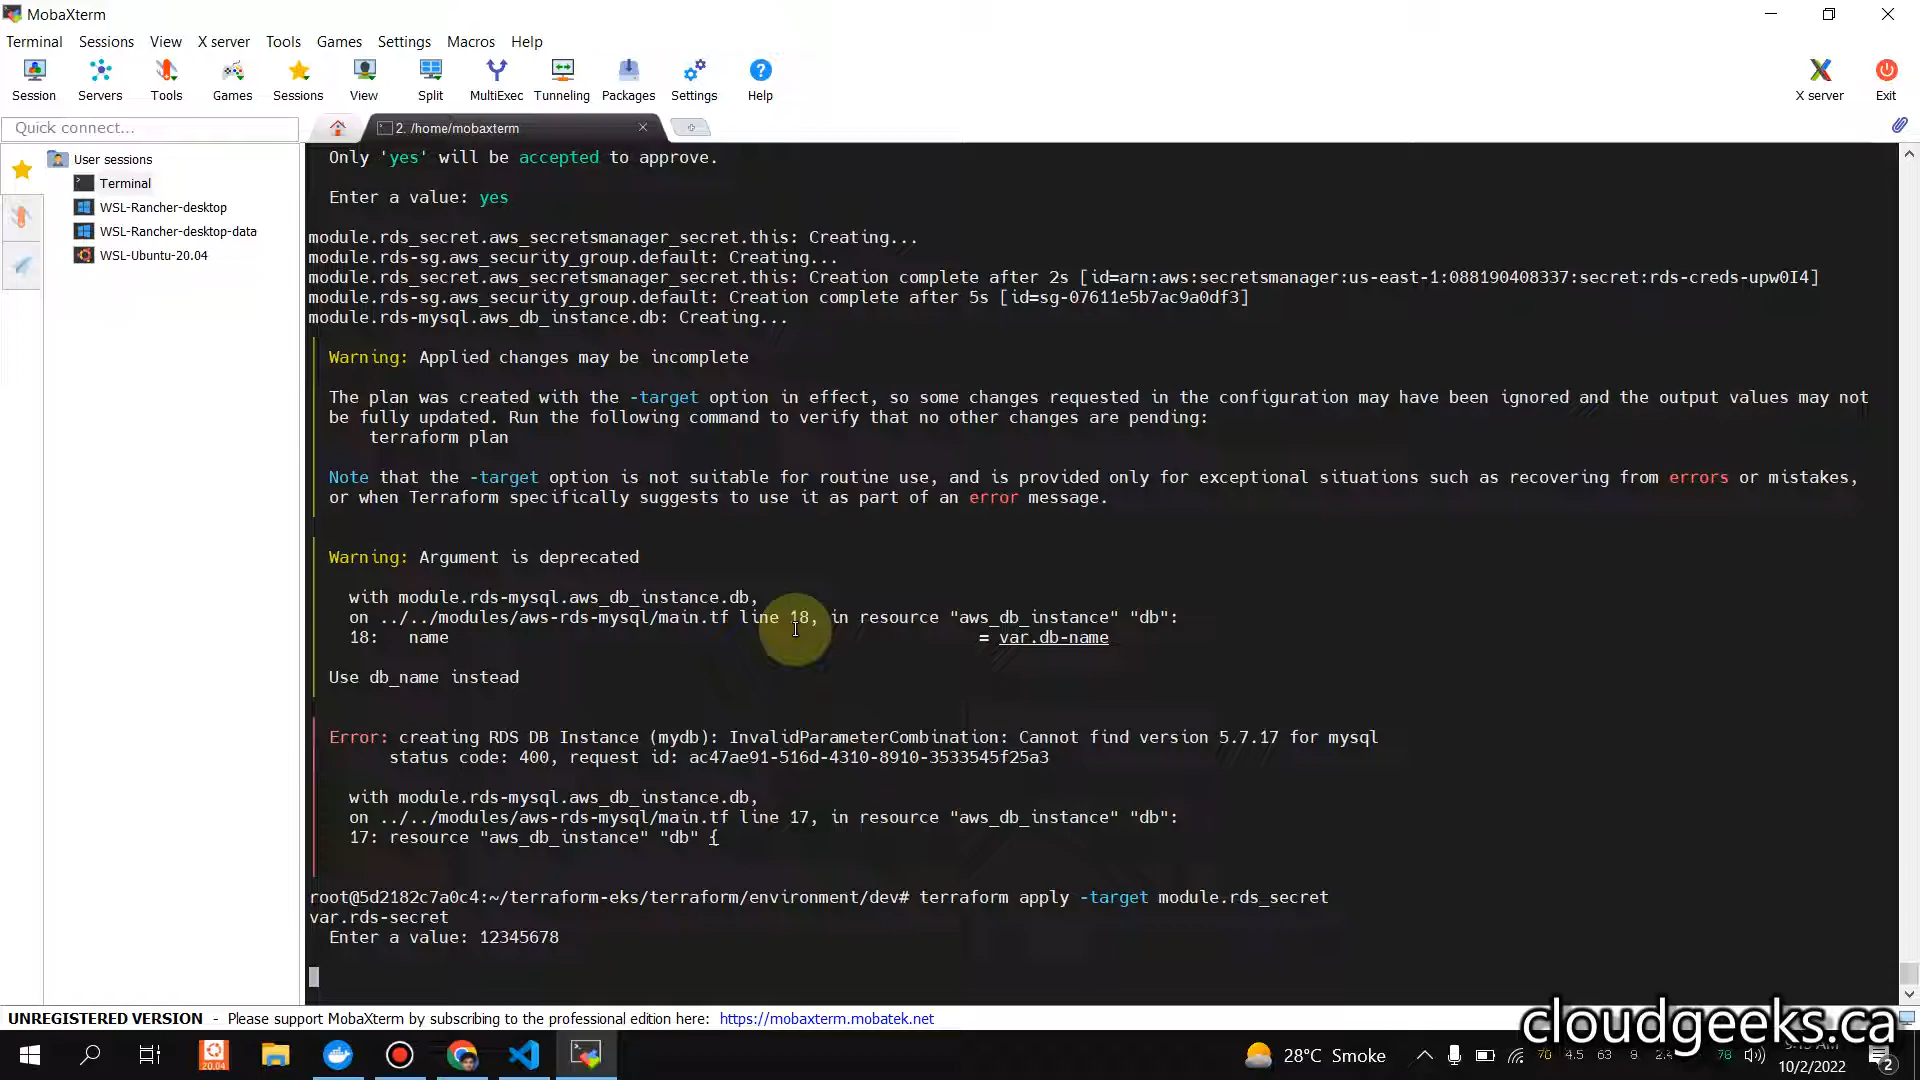 MobaXterm
Terminal Sessions View X server Tools Games Settings Macros Help
Session Servers Tools Games Sessions View Split MultiExec Tunneling Packages Settings Help X server Exit
Quick connect...
2. /home/mobaxterm
User sessions
Terminal
WSL-Rancher-desktop
WSL-Rancher-desktop-data
WSL-Ubuntu-20.04
Only 'yes' will be accepted to approve.
Enter a value: yes
module.rds_secret.aws_secretsmanager_secret.this: Creating...
module.rds-sg.aws_security_group.default: Creating...
module.rds_secret.aws_secretsmanager_secret.this: Creation complete after 2s [id=arn:aws:secretsmanager:us-east-1:088190408337:secret:rds-creds-upw0I4]
module.rds-sg.aws_security_group.default: Creation complete after 5s [id=sg-07611e5b7ac9a0df3]
module.rds-mysql.aws_db_instance.db: Creating...
Warning: Applied changes may be incomplete
The plan was created with the -target option in effect, so some changes requested in the configuration may have been ignored and the output values may not
be fully updated. Run the following command to verify that no other changes are pending:
terraform plan
Note that the -target option is not suitable for routine use, and is provided only for exceptional situations such as recovering from errors or mistakes,
or when Terraform specifically suggests to use it as part of an error message.
Warning: Argument is deprecated
with module.rds-mysql.aws_db_instance.db,
on ../../modules/aws-rds-mysql/main.tf line 18, in resource "aws_db_instance" "db":
18: name = var.db-name
Use db_name instead
Error: creating RDS DB Instance (mydb): InvalidParameterCombination: Cannot find version 5.7.17 for mysql
status code: 400, request id: ac47ae91-516d-4310-8910-3533545f25a3
with module.rds-mysql.aws_db_instance.db,
on ../../modules/aws-rds-mysql/main.tf line 17, in resource "aws_db_instance" "db":
17: resource "aws_db_instance" "db" {
root@5d2182c7a0c4:~/terraform-eks/terraform/environment/dev# terraform apply -target module.rds_secret
var.rds-secret
Enter a value: 12345678
UNREGISTERED VERSION - Please support MobaXterm by subscribing to the professional edition here: https://mobaxterm.mobatek.net
cloudgeeks.ca
20.04
28°C Smoke
70 4.5 63 8 78
10/2/2022
2